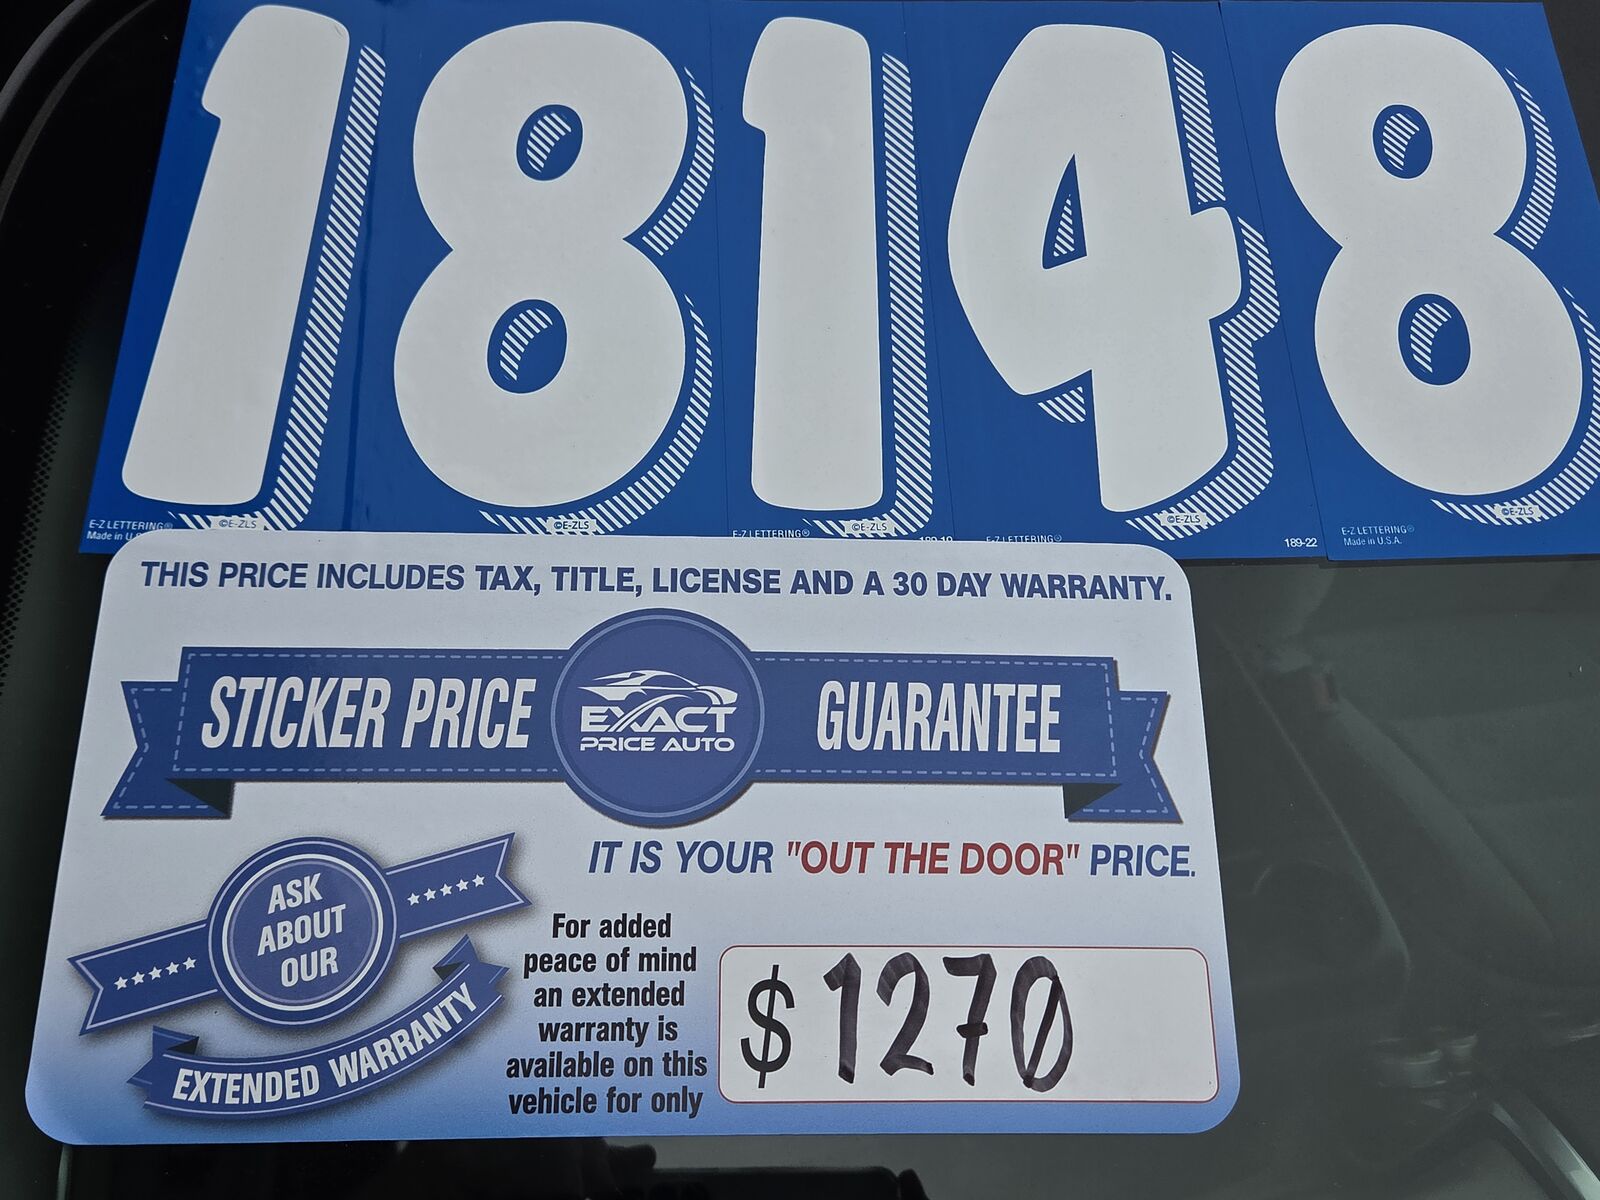 18148
E-Z LETTERING®
Made in U.S.
©E-ZLS
©E-ZLS
E-Z LETTERING®
©E-ZLS
189-19
E-Z LETTERING®
©E-ZLS
189-22
E-Z LETTERING®
Made in U.S.A.
©E-ZLS
THIS PRICE INCLUDES TAX, TITLE, LICENSE AND A 30 DAY WARRANTY.
STICKER PRICE
EXACT
PRICE AUTO
GUARANTEE
IT IS YOUR "OUT THE DOOR" PRICE.
ASK
ABOUT
OUR
EXTENDED WARRANTY
For added
peace of mind
an extended
warranty is
available on this
vehicle for only
$1270